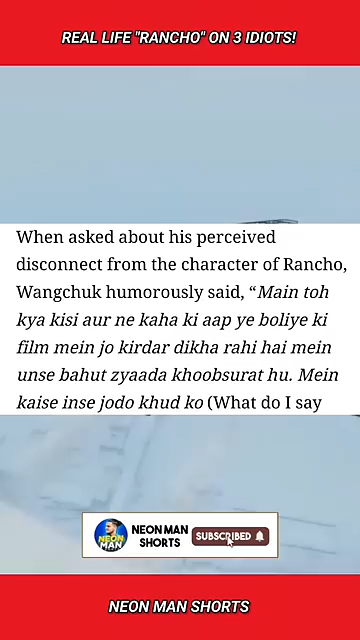 REAL LIFE "RANCHO" ON 3 IDIOTS!
When asked about his perceived
disconnect from the character of Rancho,
Wangchuk humorously said, “Main toh
kya kisi aur ne kaha ki aap ye boliye ki
film mein jo kirdar dikha rahi hai mein
unse bahut zyaada khoobsurat hu. Mein
kaise inse jodo khud ko (What do I say
NEON MAN
NEON MAN
SHORTS
SUBSCRIBED
NEON MAN SHORTS